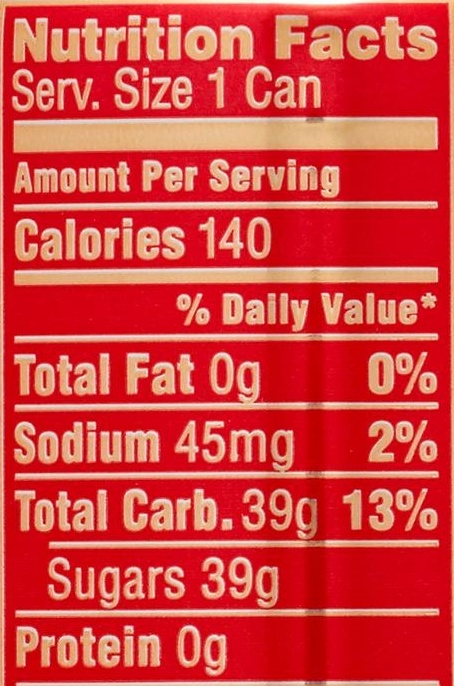 Nutrition Facts
Serv. Size 1 Can
Amount Per Serving
Calories 140
% Daily Value*
Total Fat 0g 0%
Sodium 45mg 2%
Total Carb. 39g 13%
Sugars 39g
Protein 0g